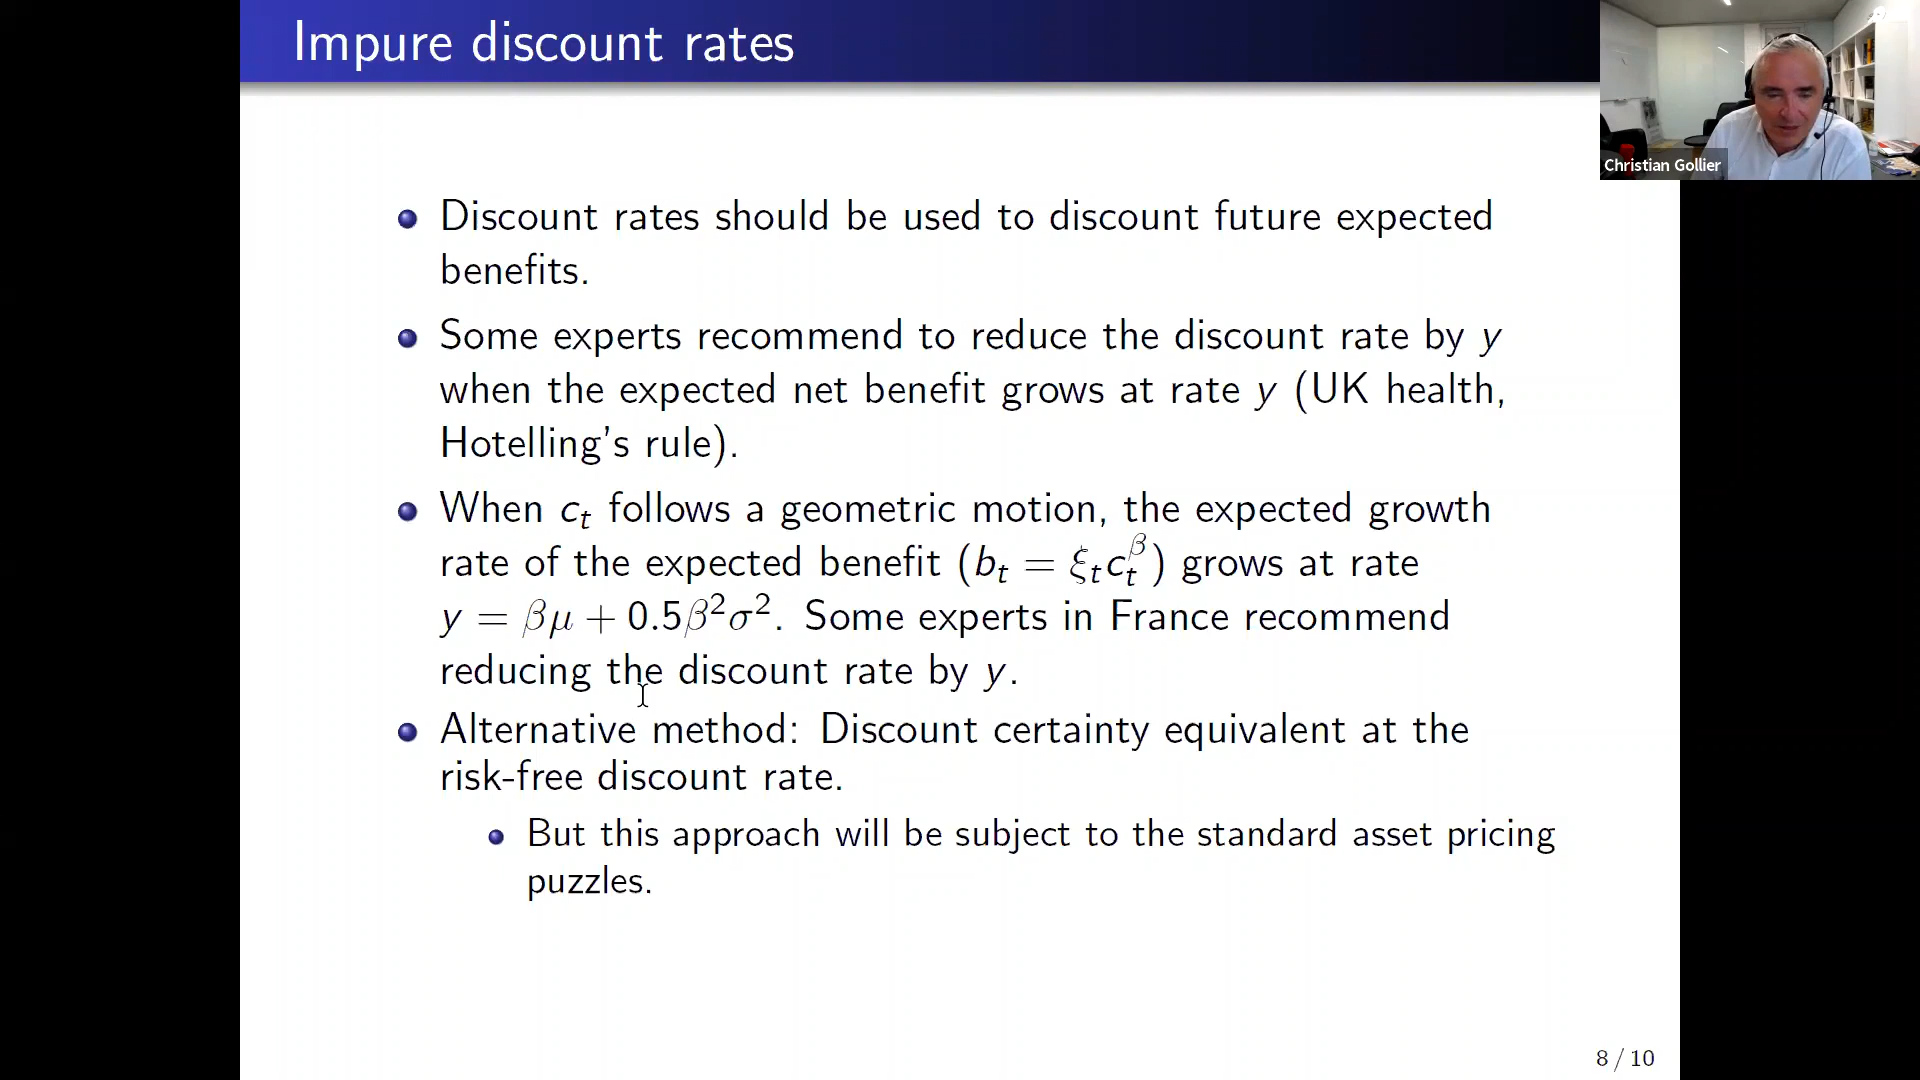 Impure discount rates
Christian Gollier
Discount rates should be used to discount future expected
benefits.
Some experts recommend to reduce the discount rate by y
when the expected net benefit grows at rate y (UK health,
Hotelling's rule).
When c_t follows a geometric motion, the expected growth
rate of the expected benefit (b_t = ξ_t c_t^β) grows at rate
y = βμ + 0.5β²σ². Some experts in France recommend
reducing the discount rate by y.
Alternative method: Discount certainty equivalent at the
risk-free discount rate.
But this approach will be subject to the standard asset pricing
puzzles.
8 / 10